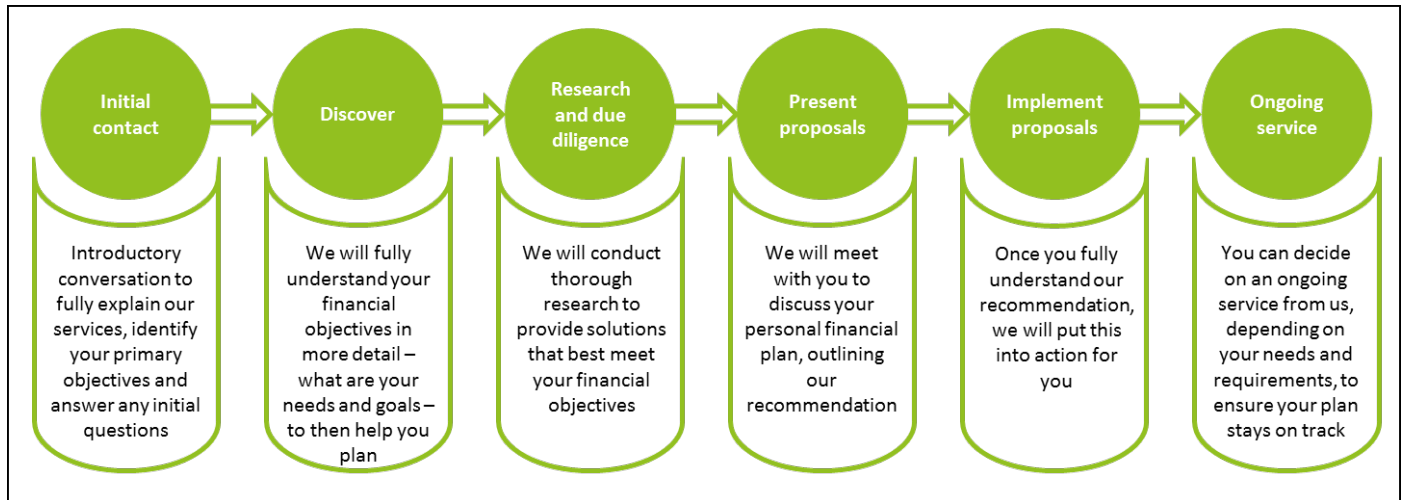 Initial
contact
Discover
Research
and due
diligence
Present
proposals
Implement
proposals
Ongoing
service
Introductory
conversation to
fully explain our
services, identify
your primary
objectives and
answer any initial
questions
We will fully
understand your
financial
objectives in
more detail –
what are your
needs and goals –
to then help you
plan
We will conduct
thorough
research to
provide solutions
that best meet
your financial
objectives
We will meet
with you to
discuss your
personal financial
plan, outlining
our
recommendation
Once you fully
understand our
recommendation,
we will put this
into action for
you
You can decide
on an ongoing
service from us,
depending on
your needs and
requirements, to
ensure your plan
stays on track